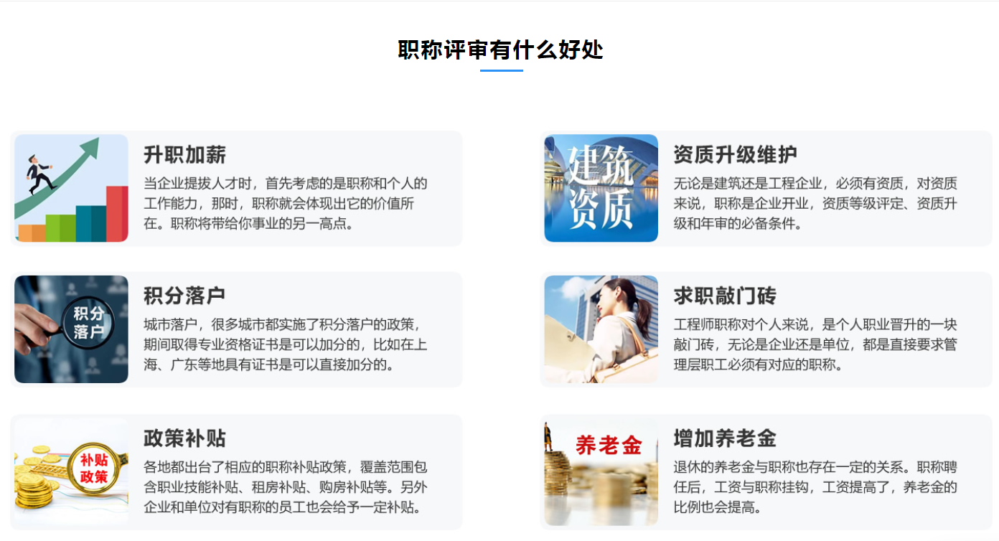 职称评审有什么好处
建筑
资质
升职加薪
当企业提拔人才时，首先考虑的是职称和个人的
工作能力，那时，职称就会体现出它的价值所
在。职称将带给你事业的另一高点。
资质升级维护
无论是建筑还是工程企业，必须有资质，对资质
来说，职称是企业开业，资质等级评定、资质升
级和年审的必备条件。
积分
落户
积分落户
城市落户，很多城市都实施了积分落户的政策，
期间取得专业资格证书是可以加分的，比如在上
海、广东等地具有证书是可以直接加分的。
求职敲门砖
工程师职称对个人来说，是个人职业晋升的一块
敲门砖，无论是企业还是单位，都是直接要求管
理层职工必须有对应的职称。
补贴
政策
政策补贴
各地都出台了相应的职称补贴政策，覆盖范围包
含职业技能补贴、租房补贴、购房补贴等。另外
企业和单位对有职称的员工也会给予一定补贴。
养老金
增加养老金
退休的养老金与职称也存在一定的关系。职称聘
任后，工资与职称挂钩，工资提高了，养老金的
比例也会提高。